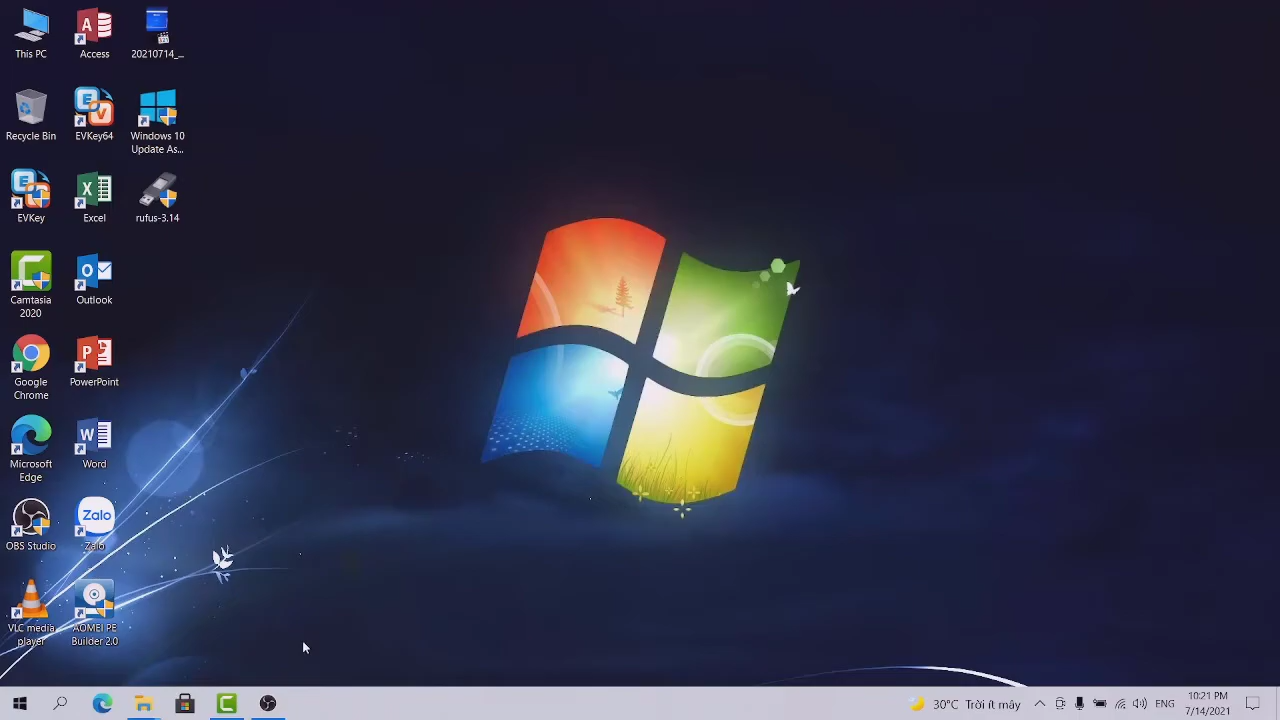 This PC
Access
20210714_...
Recycle Bin
EVKey64
Windows 10
Update As...
EVKey
Excel
rufus-3.14
Camtasia
2020
Outlook
Google
Chrome
PowerPoint
Microsoft
Edge
Word
OBS Studio
Zalo
Zalo
VLC media
player
AOMEI PE
Builder 2.0
30°C Trời ít mây
ENG
10:21 PM
7/14/2021